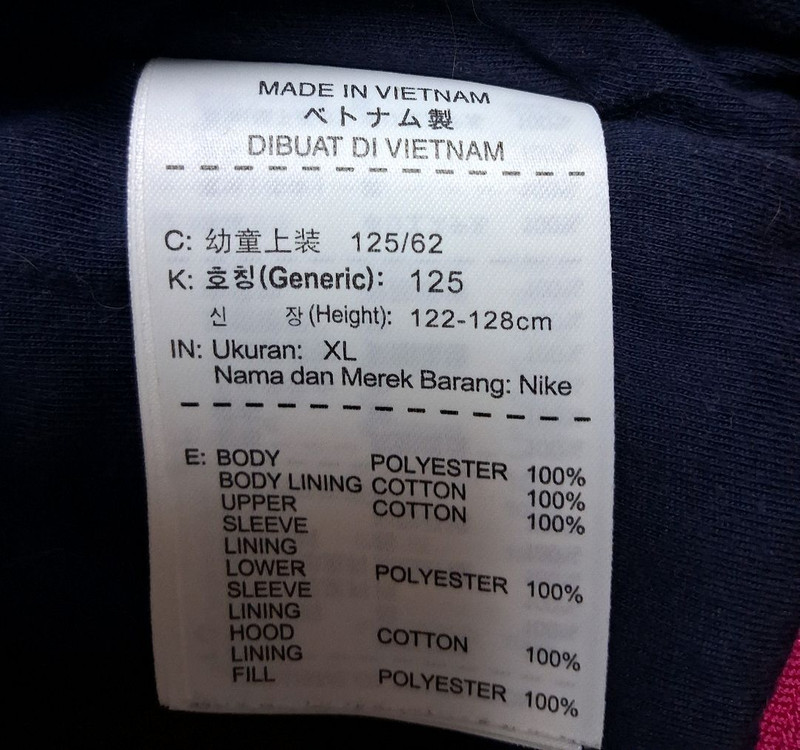 MADE IN VIETNAM
ベトナム製
DIBUAT DI VIETNAM
C: 幼童上装 125/62
K: 호칭(Generic): 125
신 장(Height): 122-128cm
IN: Ukuran: XL
Nama dan Merek Barang: Nike
E: BODY POLYESTER 100%
BODY LINING COTTON 100%
UPPER COTTON 100%
SLEEVE
LINING
LOWER POLYESTER 100%
SLEEVE
LINING
HOOD COTTON 100%
LINING
FILL POLYESTER 100%